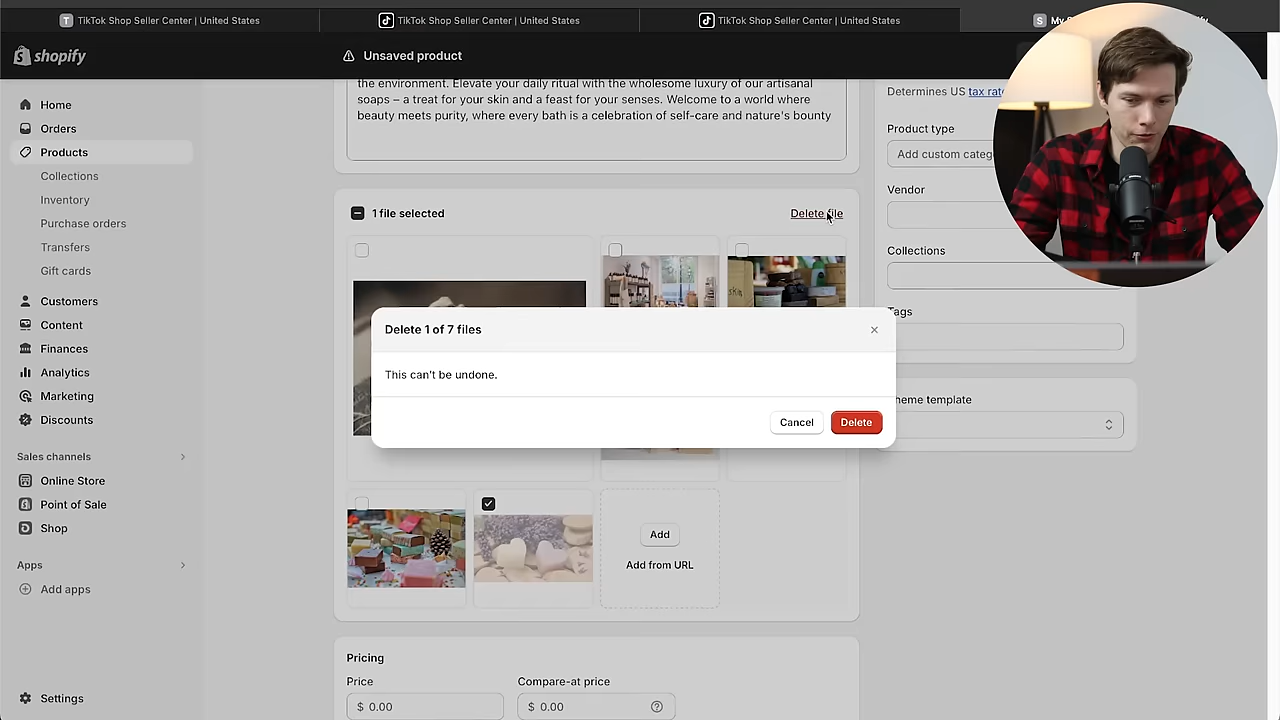 TikTok Shop Seller Center | United States
TikTok Shop Seller Center | United States
TikTok Shop Seller Center | United States
shopify
Unsaved product
the environment. Elevate your daily ritual with the wholesome luxury of our artisanal
soaps – a treat for your skin and a feast for your senses. Welcome to a world where
beauty meets purity, where every bath is a celebration of self-care and nature's bounty
Home
Orders
Products
Collections
Inventory
Purchase orders
Transfers
Gift cards
Customers
Content
Finances
Analytics
Marketing
Discounts
Sales channels
Online Store
Point of Sale
Shop
Apps
Add apps
Settings
1 file selected
Delete file
Delete 1 of 7 files
This can't be undone.
Cancel
Delete
Add
Add from URL
Pricing
Price
Compare-at price
$ 0.00
$ 0.00
Determines US
Product type
Add custom
Vendor
Collections
Tags
template